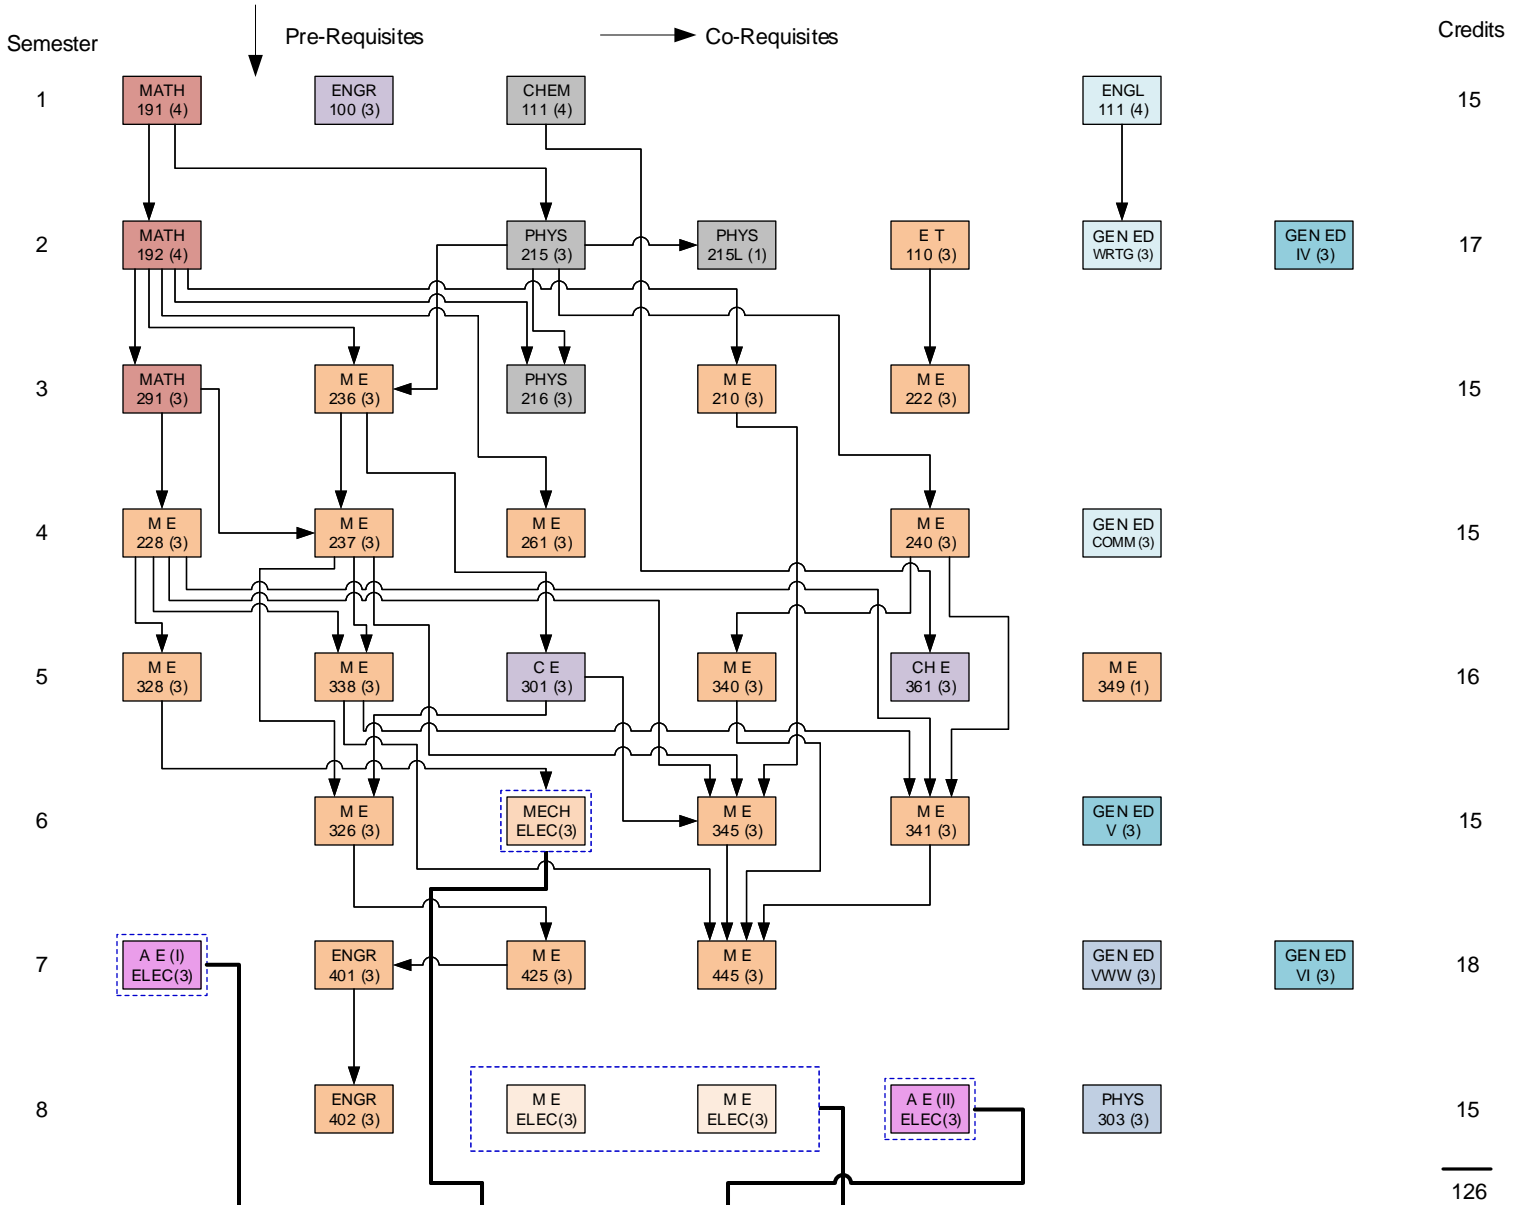 Pre-Requisites
Co-Requisites
Semester
Credits
1
MATH
191 (4)
ENGR
100 (3)
CHEM
111 (4)
ENGL
111 (4)
15
2
MATH
192 (4)
PHYS
215 (3)
PHYS
215L (1)
E T
110 (3)
GEN ED
WRTG (3)
GEN ED
IV (3)
17
3
MATH
291 (3)
M E
236 (3)
PHYS
216 (3)
M E
210 (3)
M E
222 (3)
15
4
M E
228 (3)
M E
237 (3)
M E
261 (3)
M E
240 (3)
GEN ED
COMM (3)
15
5
M E
328 (3)
M E
338 (3)
C E
301 (3)
M E
340 (3)
CH E
361 (3)
M E
349 (1)
16
6
M E
326 (3)
MECH
ELEC(3)
M E
345 (3)
M E
341 (3)
GEN ED
V (3)
15
7
A E (I)
ELEC(3)
ENGR
401 (3)
M E
425 (3)
M E
445 (3)
GEN ED
VWW (3)
GEN ED
VI (3)
18
8
ENGR
402 (3)
M E
ELEC(3)
M E
ELEC(3)
A E (II)
ELEC(3)
PHYS
303 (3)
15
126